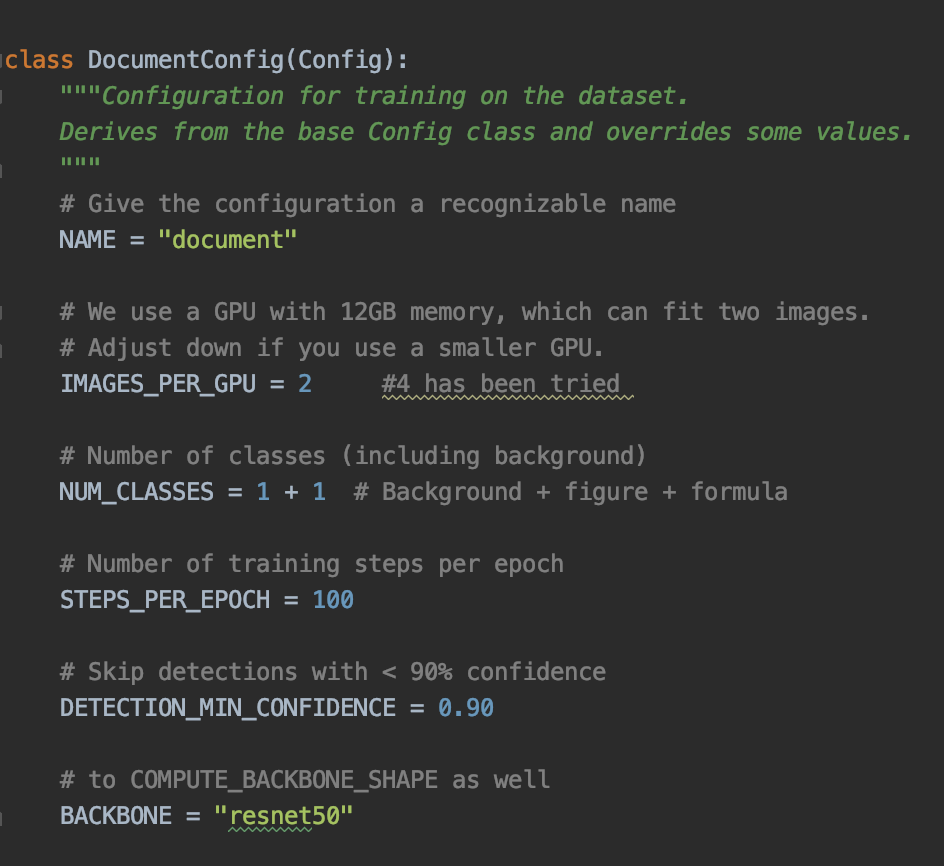 class DocumentConfig(Config):
    """Configuration for training on the dataset.
    Derives from the base Config class and overrides some values.
    """
    # Give the configuration a recognizable name
    NAME = "document"

    # We use a GPU with 12GB memory, which can fit two images.
    # Adjust down if you use a smaller GPU.
    IMAGES_PER_GPU = 2     #4 has been tried

    # Number of classes (including background)
    NUM_CLASSES = 1 + 1  # Background + figure + formula

    # Number of training steps per epoch
    STEPS_PER_EPOCH = 100

    # Skip detections with < 90% confidence
    DETECTION_MIN_CONFIDENCE = 0.90

    # to COMPUTE_BACKBONE_SHAPE as well
    BACKBONE = "resnet50"